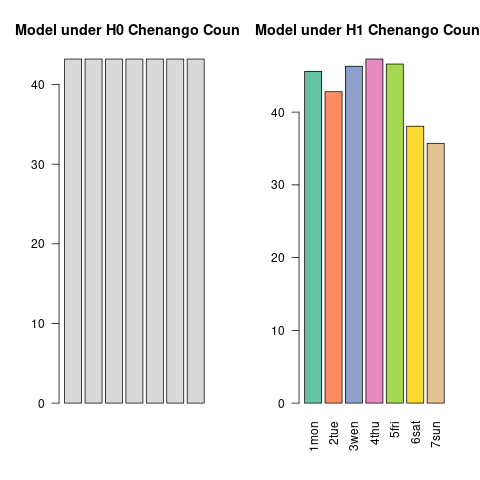 Model under H0 Chenango Coun
Model under H1 Chenango Coun
40
30
20
10
0
40
30
20
10
0
1mon
2tue
3wen
4thu
5fri
6sat
7sun